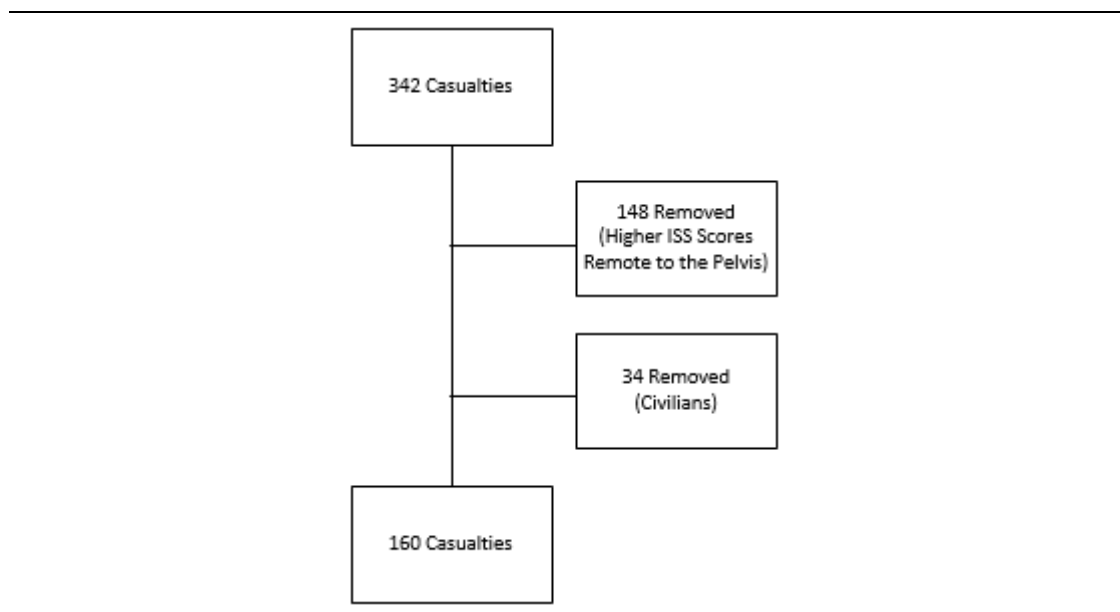 342 Casualties
148 Removed
(Higher ISS Scores
Remote to the Pelvis)
34 Removed
(Civilians)
160 Casualties